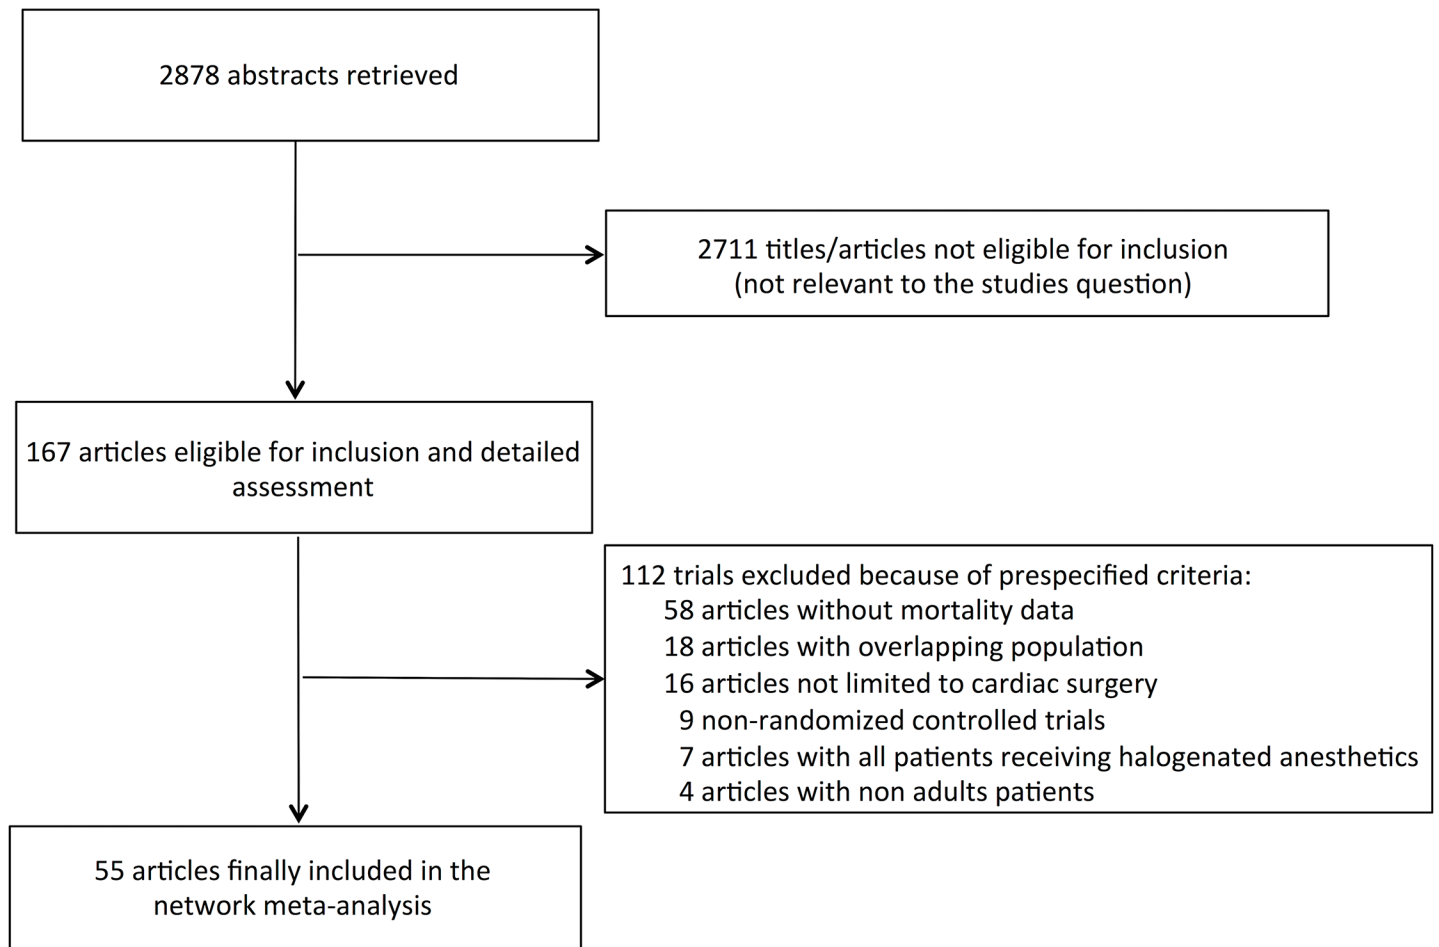 2878 abstracts retrieved
2711 titles/articles not eligible for inclusion
(not relevant to the studies question)
167 articles eligible for inclusion and detailed
assessment
112 trials excluded because of prespecified criteria:
58 articles without mortality data
18 articles with overlapping population
16 articles not limited to cardiac surgery
9 non-randomized controlled trials
7 articles with all patients receiving halogenated anesthetics
4 articles with non adults patients
55 articles finally included in the
network meta-analysis